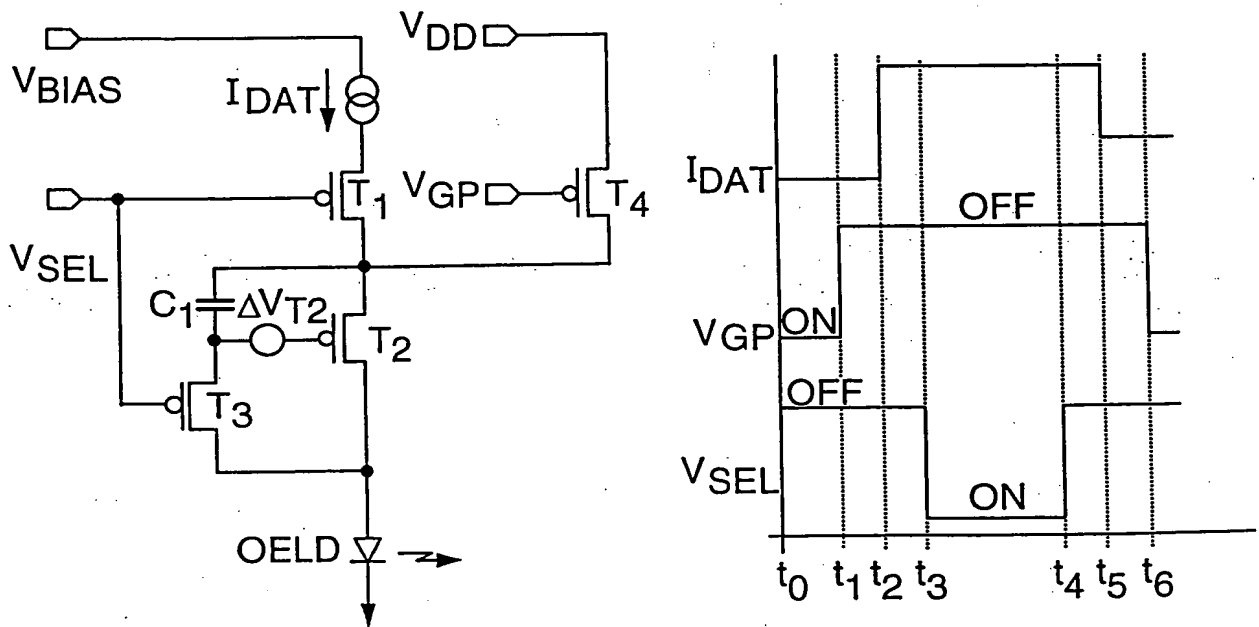 VBIAS
IDAT
VDD
VSEL
T1
VGP
T4
C1
ΔVT2
T2
T3
OELD
IDAT
OFF
VGP
ON
OFF
VSEL
ON
t0 t1 t2 t3 t4 t5 t6